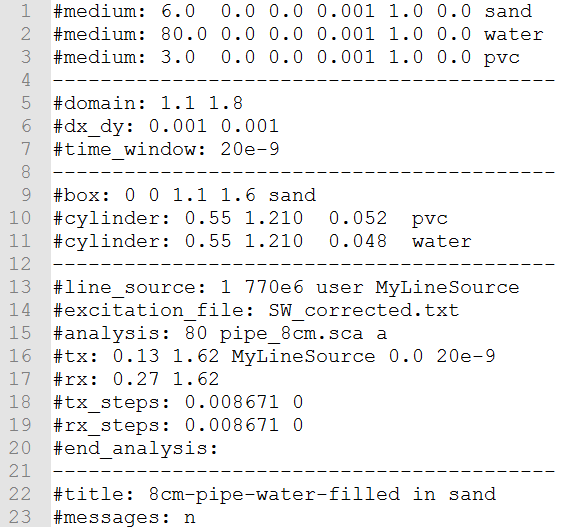 1 #medium: 6.0  0.0 0.0 0.001 1.0 0.0 sand
2 #medium: 80.0 0.0 0.0 0.001 1.0 0.0 water
3 #medium: 3.0  0.0 0.0 0.001 1.0 0.0 pvc
4 ------------------------------------------
5 #domain: 1.1 1.8
6 #dx_dy: 0.001 0.001
7 #time_window: 20e-9
8 ------------------------------------------
9 #box: 0 0 1.1 1.6 sand
10 #cylinder: 0.55 1.210  0.052  pvc
11 #cylinder: 0.55 1.210  0.048  water
12 ------------------------------------------
13 #line_source: 1 770e6 user MyLineSource
14 #excitation_file: SW_corrected.txt
15 #analysis: 80 pipe_8cm.sca a
16 #tx: 0.13 1.62 MyLineSource 0.0 20e-9
17 #rx: 0.27 1.62
18 #tx_steps: 0.008671 0
19 #rx_steps: 0.008671 0
20 #end_analysis:
21 ------------------------------------------
22 #title: 8cm-pipe-water-filled in sand
23 #messages: n